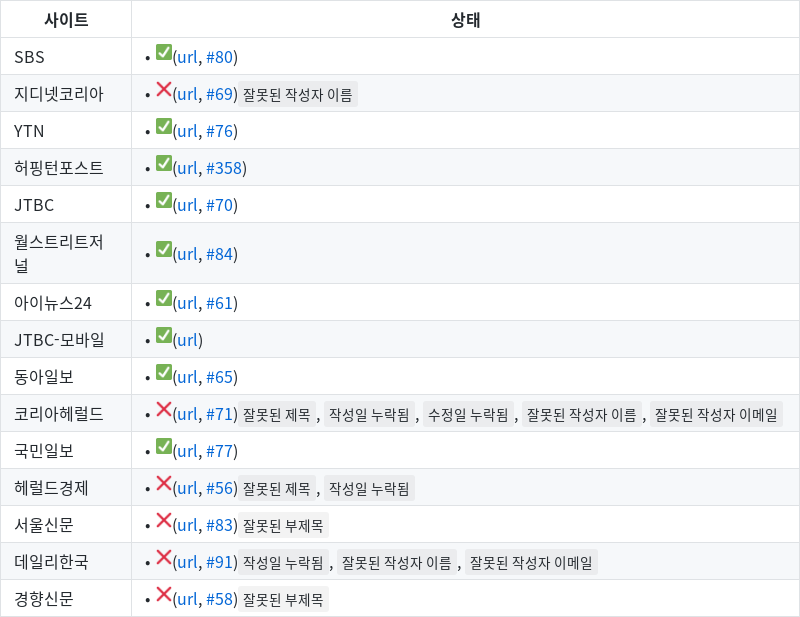 사이트 상태
SBS • ✅(url, #80)
지디넷코리아 • ❌(url, #69) 잘못된 작성자 이름
YTN • ✅(url, #76)
허핑턴포스트 • ✅(url, #358)
JTBC • ✅(url, #70)
월스트리트저
널 • ✅(url, #84)
아이뉴스24 • ✅(url, #61)
JTBC-모바일 • ✅(url)
동아일보 • ✅(url, #65)
코리아헤럴드 • ❌(url, #71) 잘못된 제목 , 작성일 누락됨 , 수정일 누락됨 , 잘못된 작성자 이름 , 잘못된 작성자 이메일
국민일보 • ✅(url, #77)
헤럴드경제 • ❌(url, #56) 잘못된 제목 , 작성일 누락됨
서울신문 • ❌(url, #83) 잘못된 부제목
데일리한국 • ❌(url, #91) 작성일 누락됨 , 잘못된 작성자 이름 , 잘못된 작성자 이메일
경향신문 • ❌(url, #58) 잘못된 부제목